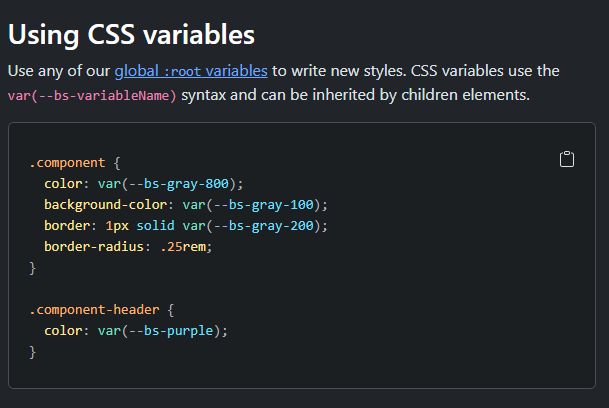 Using CSS variables
Use any of our global :root variables to write new styles. CSS variables use the
var(--bs-variableName) syntax and can be inherited by children elements.
.component {
  color: var(--bs-gray-800);
  background-color: var(--bs-gray-100);
  border: 1px solid var(--bs-gray-200);
  border-radius: .25rem;
}

.component-header {
  color: var(--bs-purple);
}